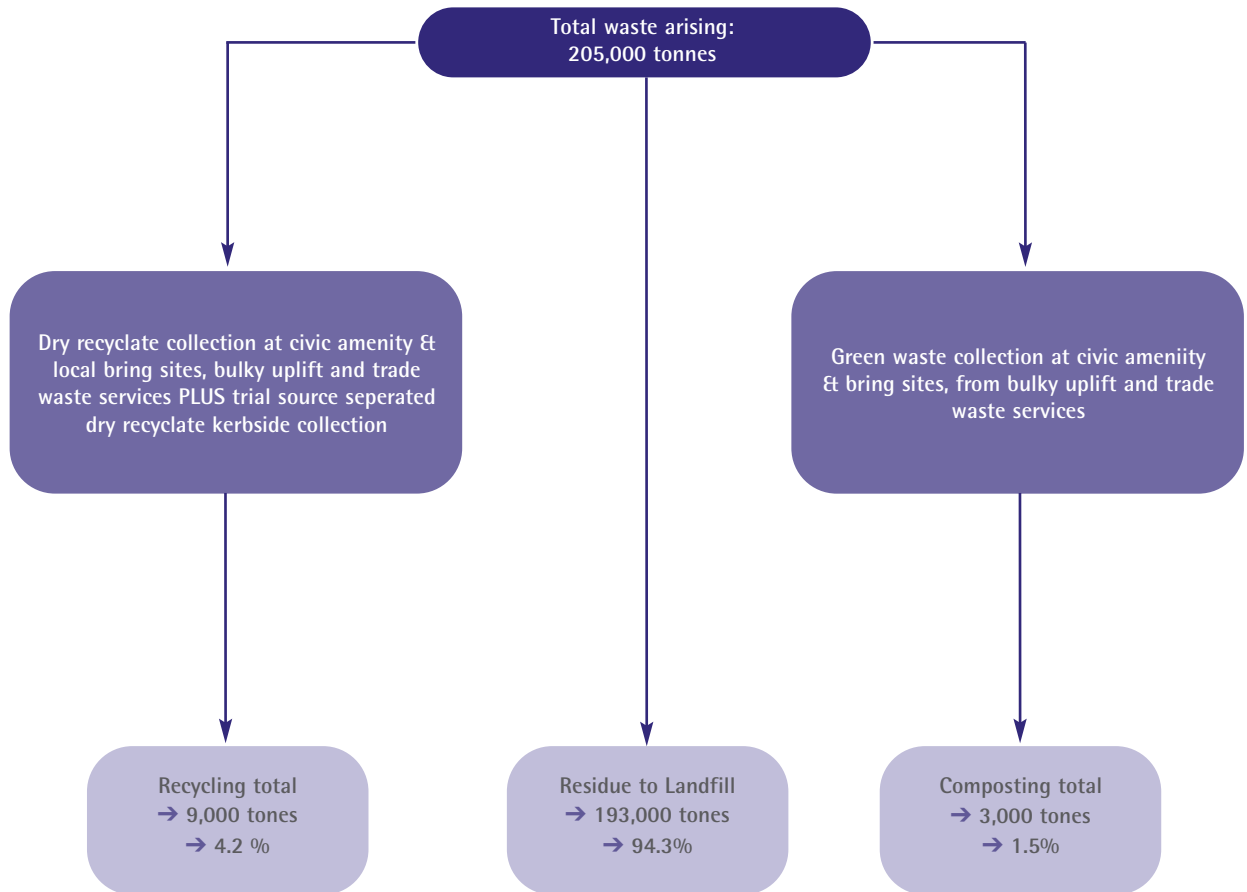 Total waste arising:
205,000 tonnes
Dry recyclate collection at civic amenity &
local bring sites, bulky uplift and trade
waste services PLUS trial source seperated
dry recyclate kerbside collection
Green waste collection at civic ameniity
& bring sites, from bulky uplift and trade
waste services
Recycling total
→ 9,000 tones
→ 4.2 %
Residue to Landfill
→ 193,000 tones
→ 94.3%
Composting total
→ 3,000 tones
→ 1.5%